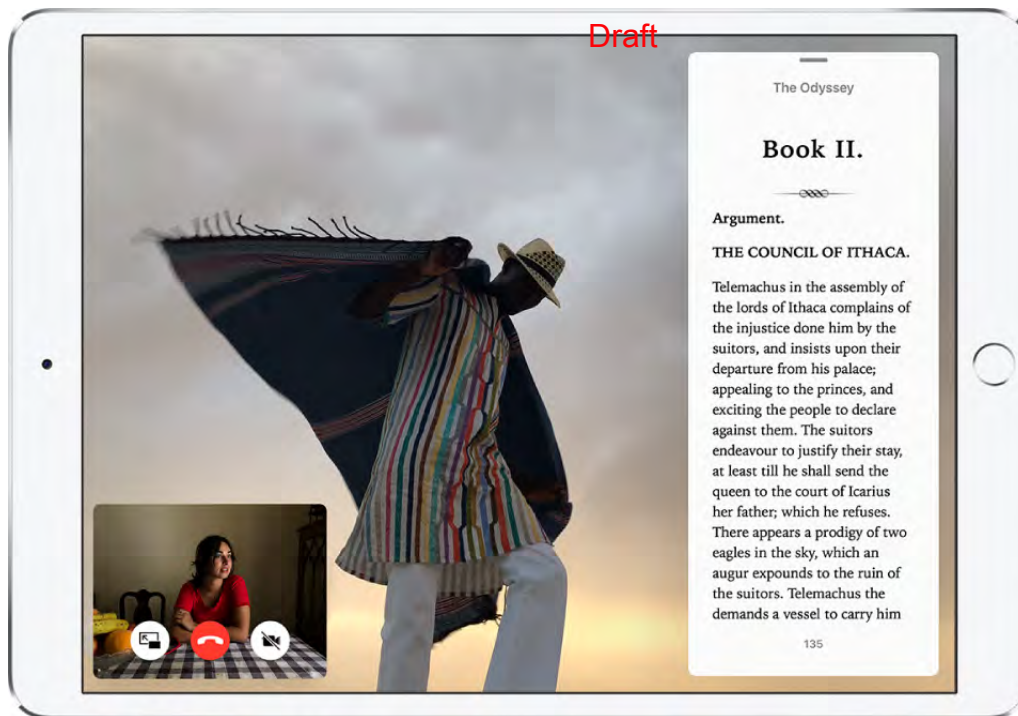 Draft
The Odyssey
Book II.
Argument.
THE COUNCIL OF ITHACA.
Telemachus in the assembly of
the lords of Ithaca complains of
the injustice done him by the
suitors, and insists upon their
departure from his palace;
appealing to the princes, and
exciting the people to declare
against them. The suitors
endeavour to justify their stay,
at least till he shall send the
queen to the court of Icarius
her father; which he refuses.
There appears a prodigy of two
eagles in the sky, which an
augur expounds to the ruin of
the suitors. Telemachus the
demands a vessel to carry him
135